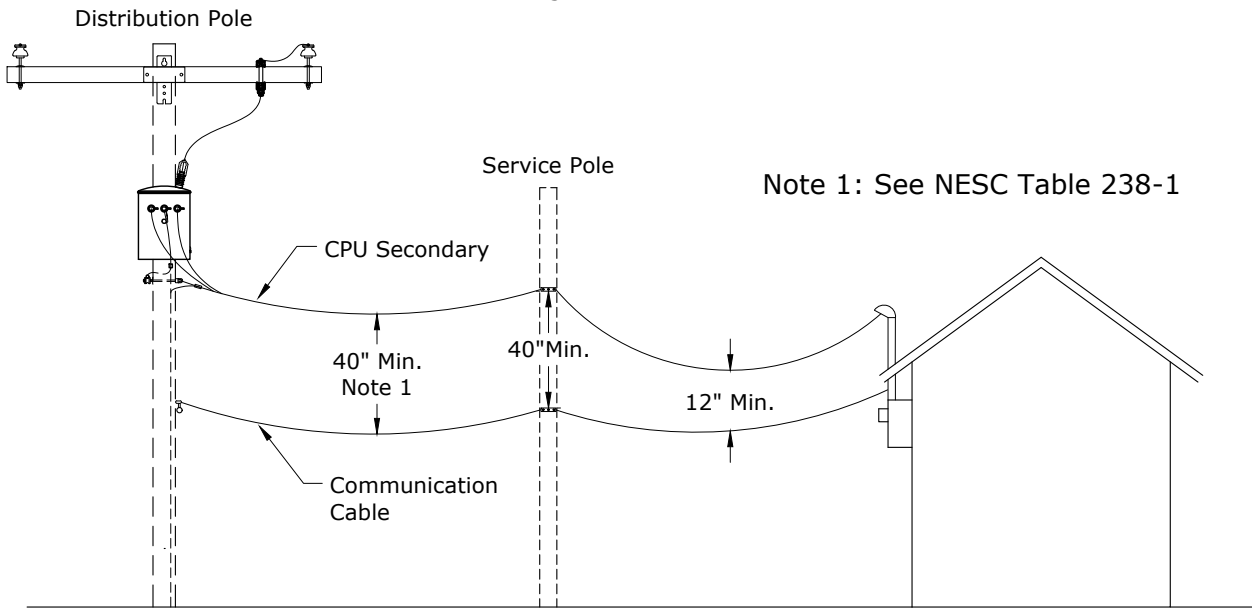 Distribution Pole
Service Pole
Note 1: See NESC Table 238-1
CPU Secondary
40" Min.
Note 1
40"Min.
12" Min.
Communication
Cable